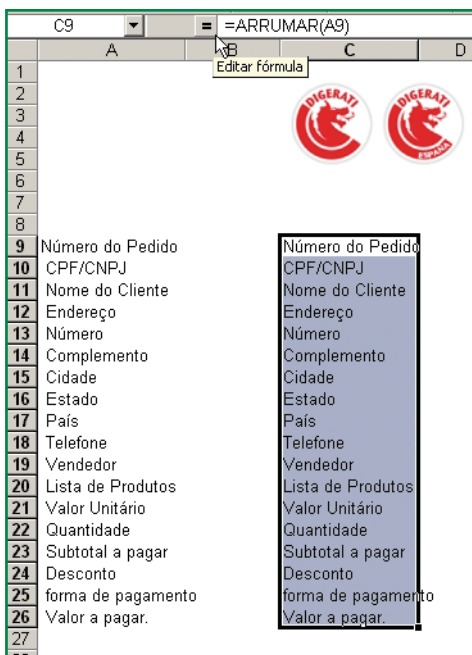 C9 = =ARRUMAR(A9)
A B C D
Editar fórmula
1
2 DIGERATI DIGERATI
3
4
5 ESPAÑA
6
7
8
9 Número do Pedido Número do Pedido
10 CPF/CNPJ CPF/CNPJ
11 Nome do Cliente Nome do Cliente
12 Endereço Endereço
13 Número Número
14 Complemento Complemento
15 Cidade Cidade
16 Estado Estado
17 País País
18 Telefone Telefone
19 Vendedor Vendedor
20 Lista de Produtos Lista de Produtos
21 Valor Unitário Valor Unitário
22 Quantidade Quantidade
23 Subtotal a pagar Subtotal a pagar
24 Desconto Desconto
25 forma de pagamento forma de pagamento
26 Valor a pagar. Valor a pagar.
27